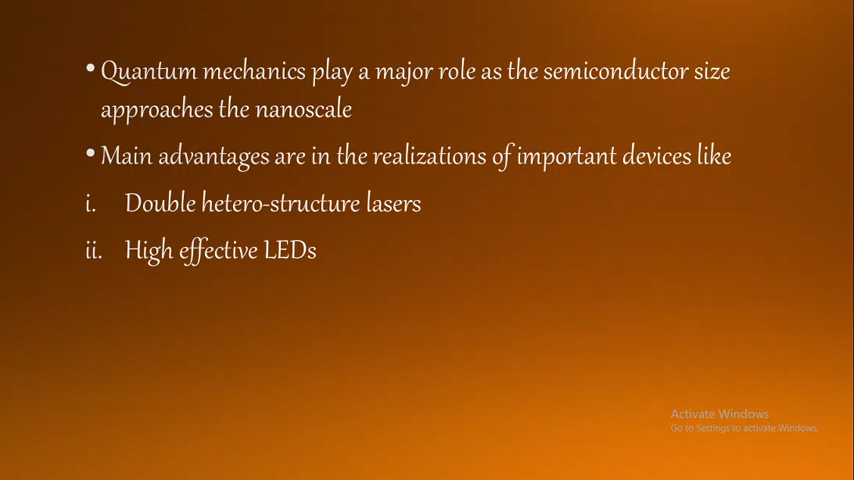 • Quantum mechanics play a major role as the semiconductor size
approaches the nanoscale
• Main advantages are in the realizations of important devices like
i. Double hetero-structure lasers
ii. High effective LEDs
Activate Windows
Go to Settings to activate Windows.